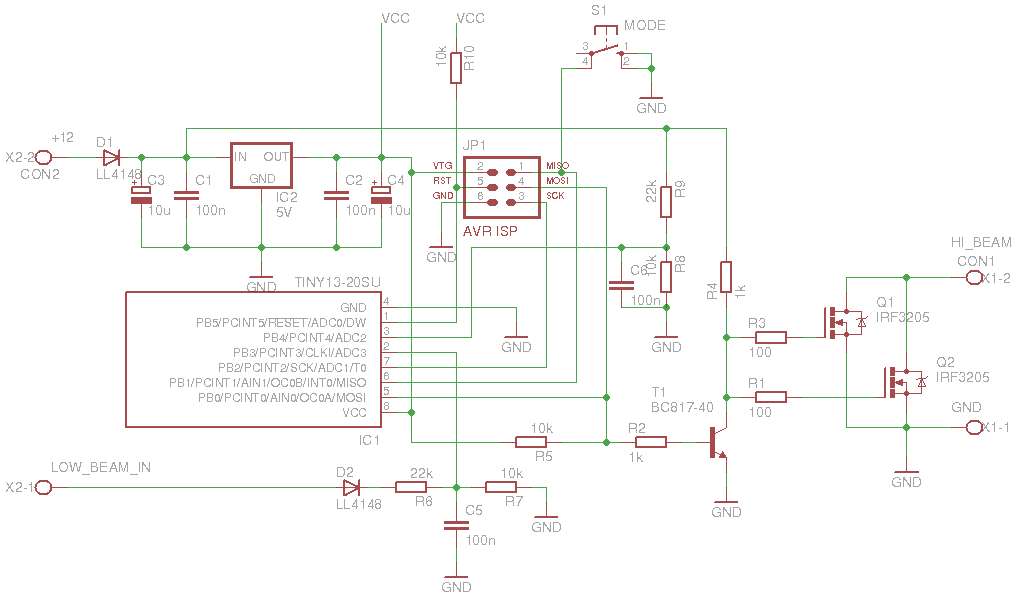 S1
VCC
VCC
MODE
3
1
4
2
10k
R10
GND
+12
D1
X2-2
CON2
LL4148
IN
OUT
GND
IC2
5V
C3
10u
C1
100n
C2
100n
C4
10u
GND
JP1
VTG
2
1
MISO
RST
5
4
MOSI
GND
6
3
SCK
AVR ISP
GND
22k
R9
10k
R8
C6
100n
GND
R4
1k
HI_BEAM
CON1
X1-2
Q1
IRF3205
R3
100
Q2
IRF3205
R1
100
GND
X1-1
GND
TINY13-20SU
GND
4
PB5/PCINT5/RESET/ADC0/DW
1
PB4/PCINT4/ADC2
3
PB3/PCINT3/CLKI/ADC3
2
PB2/PCINT2/SCK/ADC1/T0
7
PB1/PCINT1/AIN1/OC0B/INT0/MISO
6
PB0/PCINT0/AIN0/OC0A/MOSI
5
VCC
8
IC1
GND
T1
BC817-40
10k
R5
R2
1k
GND
LOW_BEAM_IN
X2-1
D2
LL4148
22k
R6
10k
R7
GND
C5
100n
GND